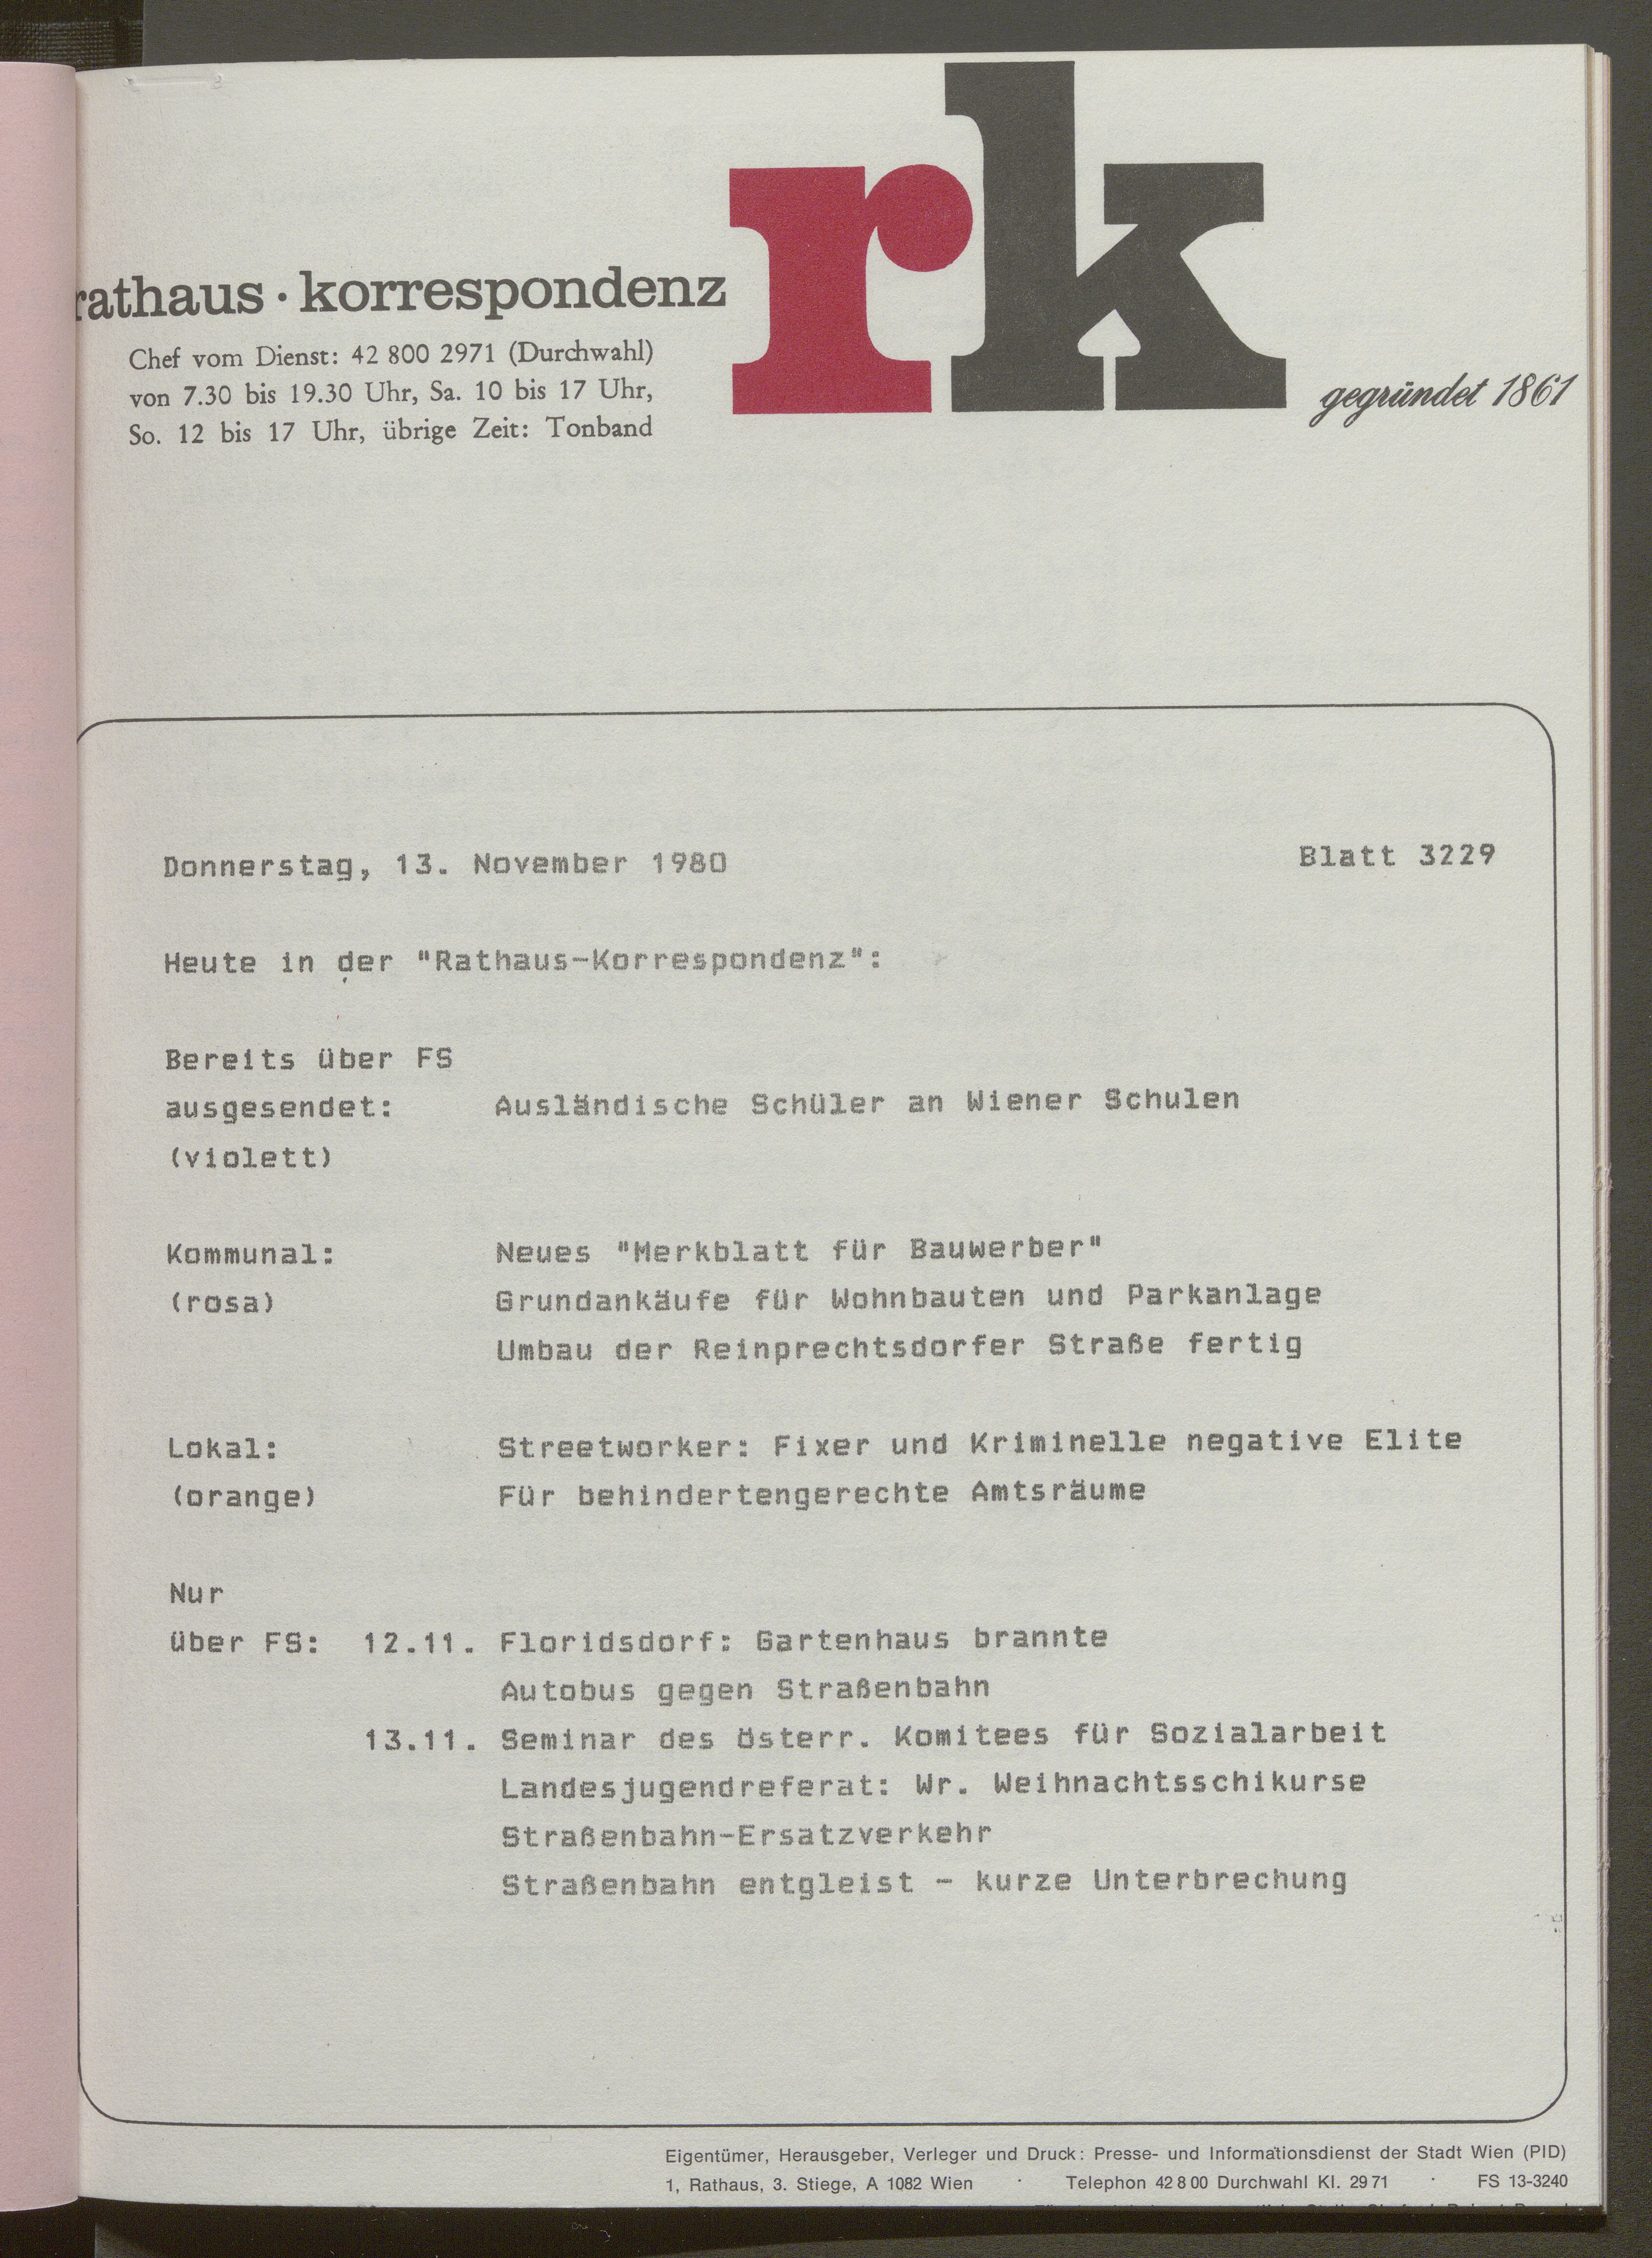 rk
rathaus · korrespondenz
Chef vom Dienst: 42 800 2971 (Durchwahl)
von 7.30 bis 19.30 Uhr, Sa. 10 bis 17 Uhr,
So. 12 bis 17 Uhr, übrige Zeit: Tonband
gegründet 1861
Donnerstag, 13. November 1980 Blatt 3229
Heute in der "Rathaus-Korrespondenz":
Bereits über FS
ausgesendet: Ausländische Schüler an Wiener Schulen
(violett)
Kommunal: Neues "Merkblatt für Bauwerber"
(rosa) Grundankäufe für Wohnbauten und Parkanlage
Umbau der Reinprechtsdorfer Straße fertig
Lokal: Streetworker: Fixer und Kriminelle negative Elite
(orange) Für behindertengerechte Amtsräume
Nur
über FS: 12.11. Floridsdorf: Gartenhaus brannte
Autobus gegen Straßenbahn
13.11. Seminar des österr. Komitees für Sozialarbeit
Landesjugendreferat: Wr. Weihnachtsschikurse
Straßenbahn-Ersatzverkehr
Straßenbahn entgleist - kurze Unterbrechung
Eigentümer, Herausgeber, Verleger und Druck: Presse- und Informationsdienst der Stadt Wien (PID)
1, Rathaus, 3. Stiege, A 1082 Wien · Telephon 42 8 00 Durchwahl Kl. 29 71 · FS 13-3240